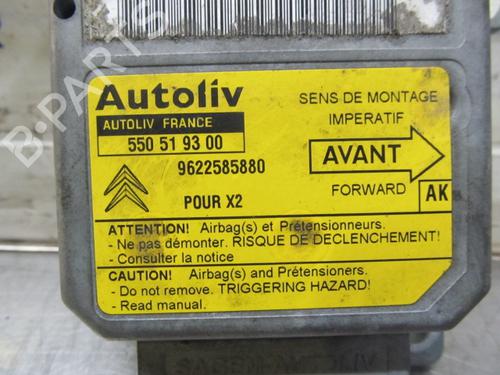 Autoliv
AUTOLIV FRANCE
550 51 93 00
9622585880
POUR X2
SENS DE MONTAGE
IMPERATIF
AVANT
FORWARD
AK
ATTENTION! Airbag(s) et Prétensionneurs.
- Ne pas démonter. RISQUE DE DECLENCHEMENT!
- Consulter la notice
CAUTION! Airbag(s) and Prétensioners.
- Do not remove. TRIGGERING HAZARD!
- Read manual.
B-PARTS